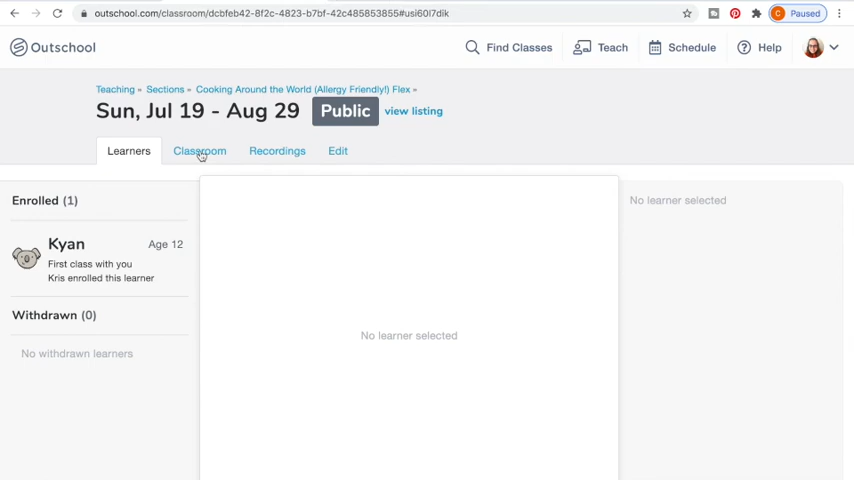 outschool.com/classroom/dcbfeb42-8f2c-4823-b7bf-42c485853855#usi60l7dik
C Paused
Outschool
Find Classes
Teach
Schedule
Help
Teaching » Sections » Cooking Around the World (Allergy Friendly!) Flex »
Sun, Jul 19 - Aug 29 Public view listing
Learners Classroom Recordings Edit
Enrolled (1)
Kyan Age 12
First class with you
Kris enrolled this learner
Withdrawn (0)
No withdrawn learners
No learner selected
No learner selected